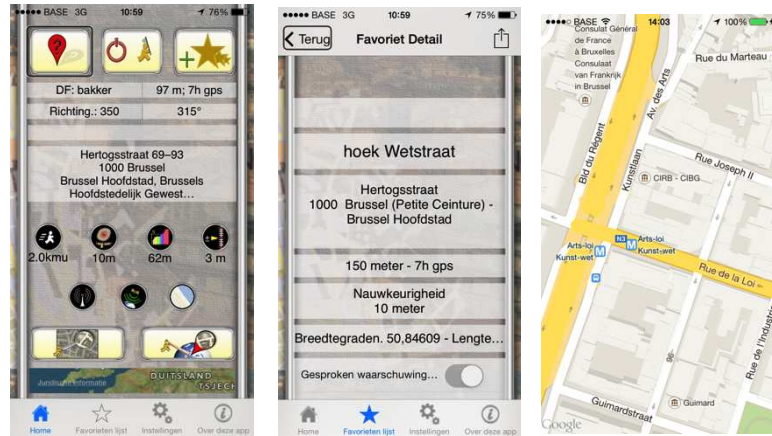 BASE 3G 10:59 76%
DF: bakker 97 m; 7h gps
Richting.: 350 315°
Hertogsstraat 69–93
1000 Brussel
Brussel Hoofdstad, Brussels
Hoofdstedelijk Gewest...
2.0kmu 10m 62m 3 m
Juridische informatie
DUITSLAND
TSJECH
Home Favorieten lijst Instellingen Over deze app
BASE 3G 10:59 75%
Terug Favoriet Detail
hoek Wetstraat
Hertogsstraat
1000 Brussel (Petite Ceinture) -
Brussel Hoofdstad
150 meter - 7h gps
Nauwkeurigheid
10 meter
Breedtegraden. 50,84609 - Lengte...
Gesproken waarschuwing...
Home Favorieten lijst Instellingen Over deze app
BASE 14:03 100%
Consulat Général
de France
à Bruxelles
Consulaat
van Frankrijk
in Brussel
Rue du Marteau
Av. des Arts
Bld du Régent
Kunstlaan
Rue Joseph II
CIRB - CIBG
Arts-loi
Kunst-wet
N3
Arts-loi
Kunst-wet
Rue de la Loi
Rue de l'Industrie
Guimard
Guimardstraat
Google